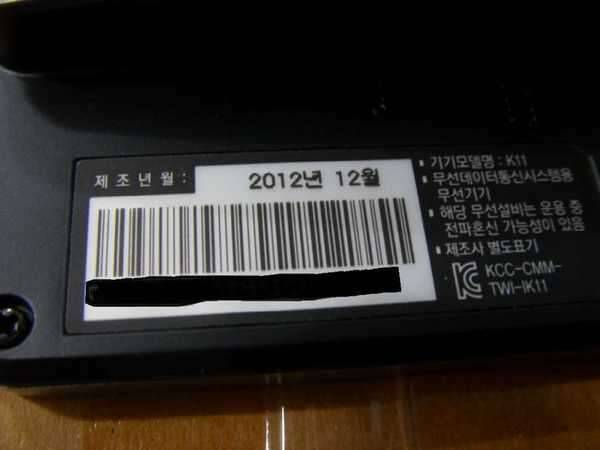 제 조 년 월 : 2012년 12월
▪ 기기모델명 : K11
▪ 무선데이터통신시스템용
무선기기
▪ 해당 무선설비는 운용 중
전파혼신 가능성이 있음
▪ 제조사 별도표기
KCC-CMM-
TWI-IK11